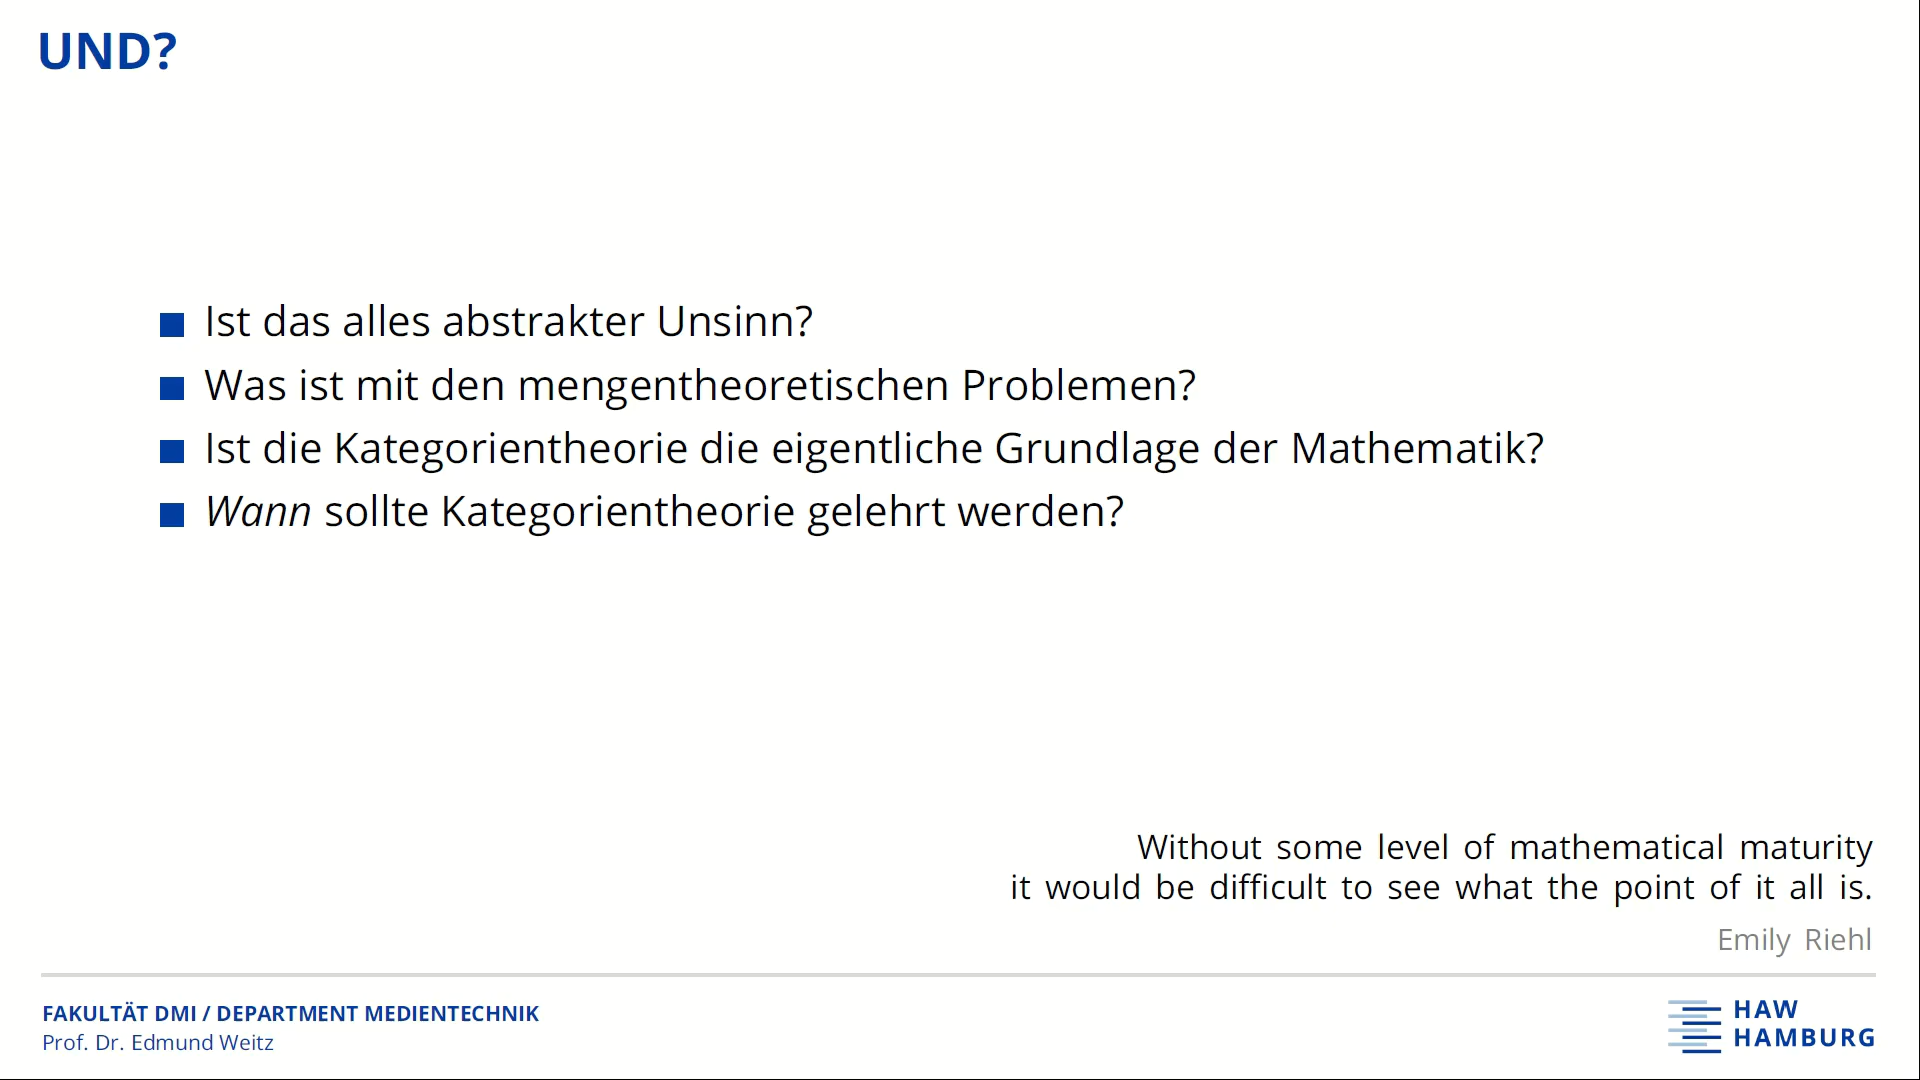 UND?
Ist das alles abstrakter Unsinn?
Was ist mit den mengentheoretischen Problemen?
Ist die Kategorientheorie die eigentliche Grundlage der Mathematik?
Wann sollte Kategorientheorie gelehrt werden?
Without some level of mathematical maturity
it would be difficult to see what the point of it all is.
Emily Riehl
FAKULTÄT DMI / DEPARTMENT MEDIENTECHNIK
Prof. Dr. Edmund Weitz
HAW
HAMBURG